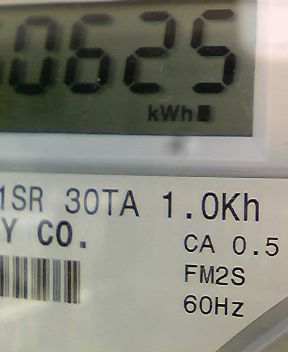 0625
kWh
1SR 30TA 1.0Kh
Y CO.
CA 0.5
FM2S
60Hz